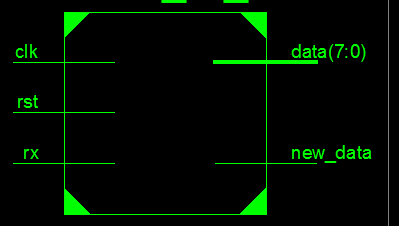 clk
data(7:0)
rst
rx
new_data